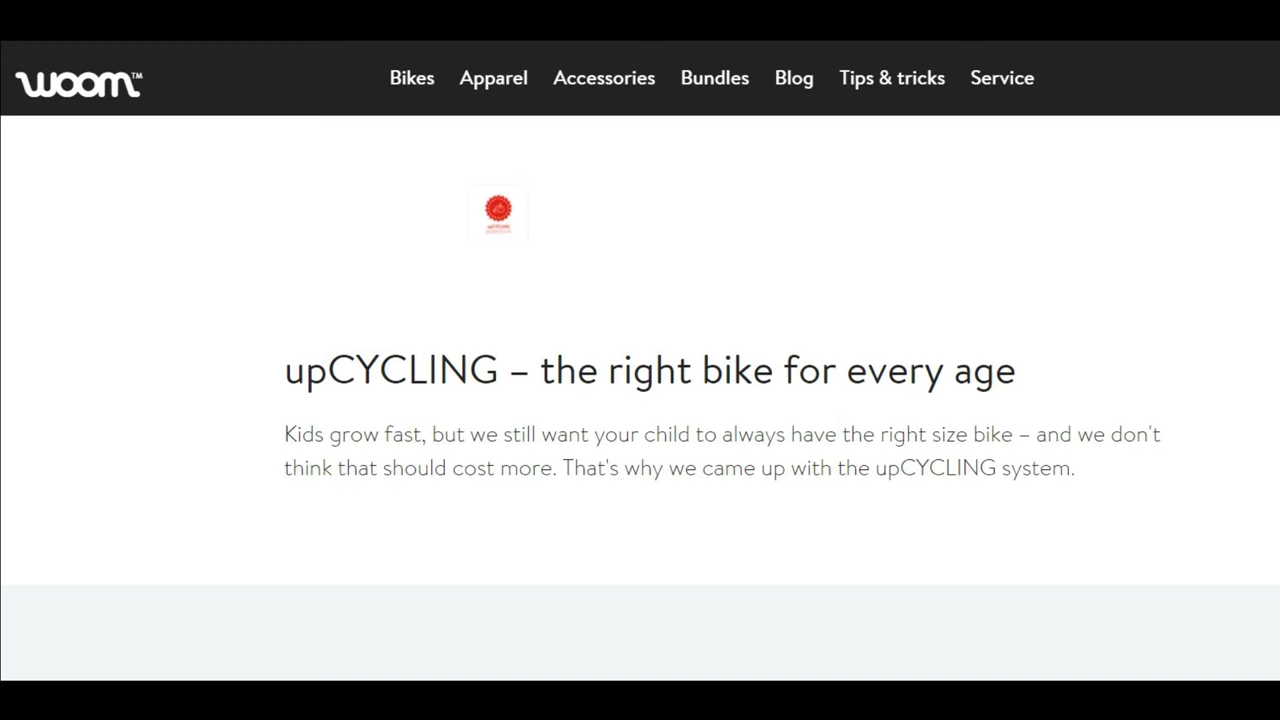 woom™
Bikes Apparel Accessories Bundles Blog Tips & tricks Service
upCYCLING
upCYCLING – the right bike for every age
Kids grow fast, but we still want your child to always have the right size bike – and we don't
think that should cost more. That's why we came up with the upCYCLING system.